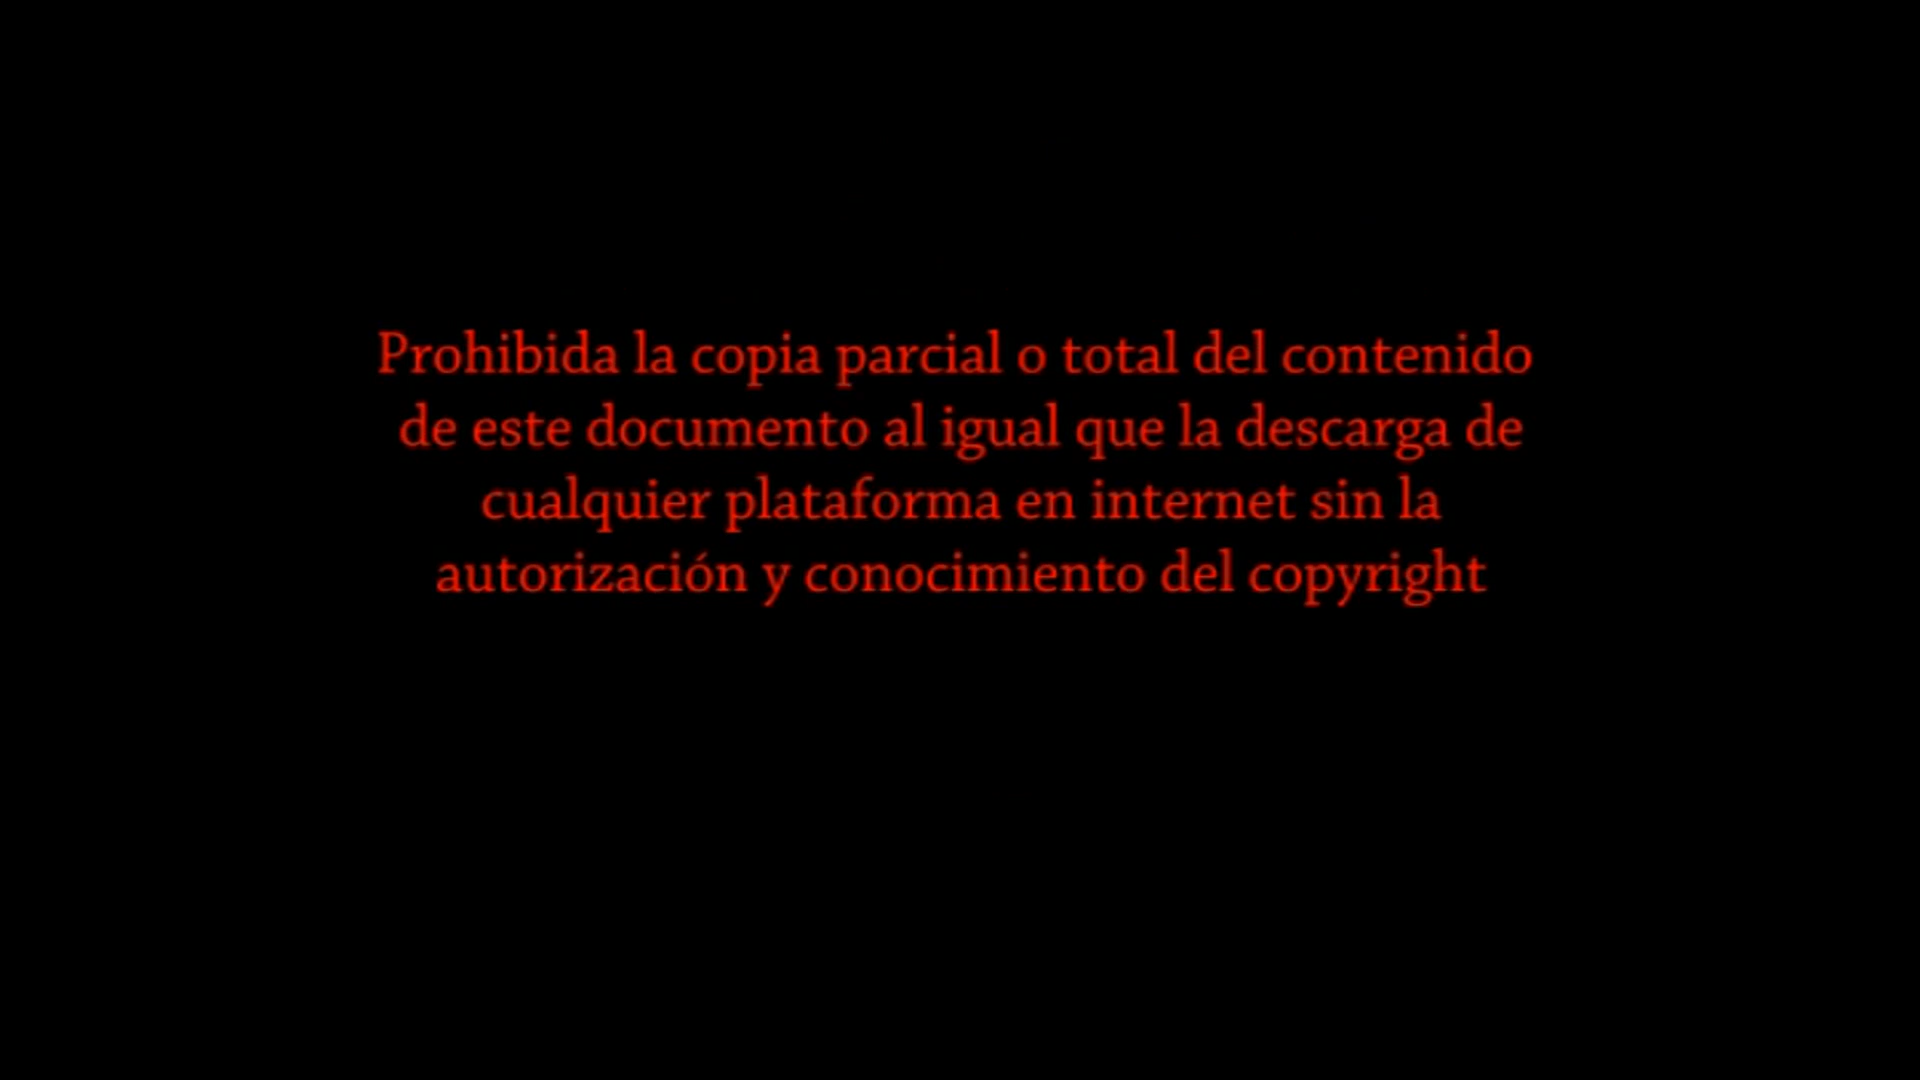 Prohibida la copia parcial o total del contenido
de este documento al igual que la descarga de
cualquier plataforma en internet sin la
autorización y conocimiento del copyright